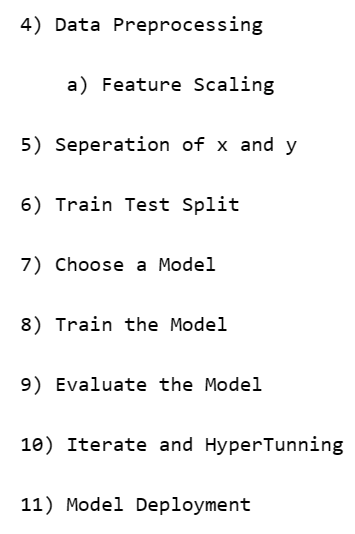 4) Data Preprocessing
a) Feature Scaling
5) Seperation of x and y
6) Train Test Split
7) Choose a Model
8) Train the Model
9) Evaluate the Model
10) Iterate and HyperTunning
11) Model Deployment